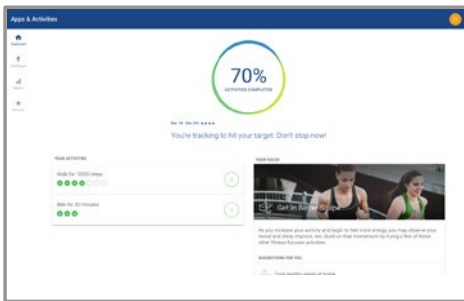 Apps & Activities
Dashboard
70%
ACTIVITIES COMPLETED
You're tracking to hit your target. Don't stop now!
YOUR ACTIVITIES
Walk for 10000 steps
Bike for 30 minutes
YOUR FOCUS
Get In Better Shape
As you increase your activity and begin to feel more energy, you may observe your
mood and sleep improve, too. Build on that momentum by trying a few of these
other fitness-focuses activities.
SUGGESTIONS FOR YOU
Cook healthy meals at home